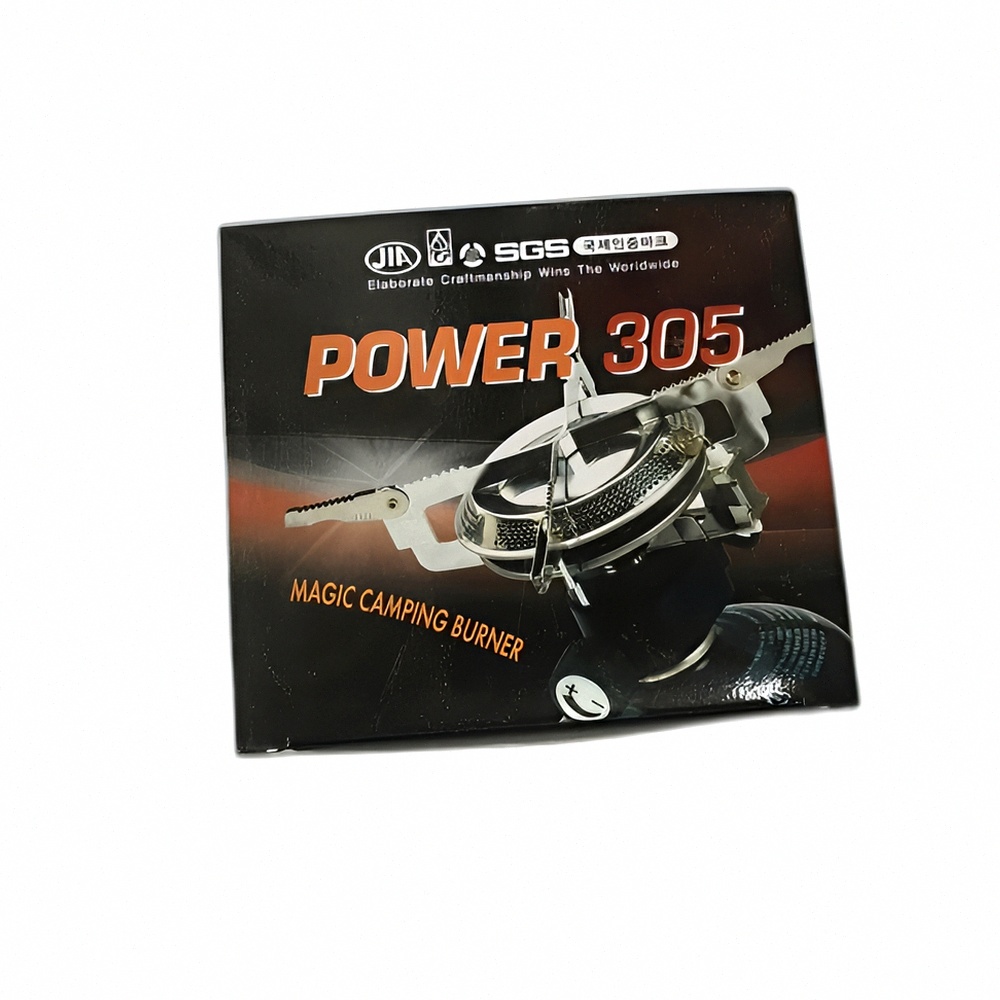 JIA SGS 국제인증마크
Elaborate Craftmanship Wins The Worldwide
POWER 305
MAGIC CAMPING BURNER
+ -